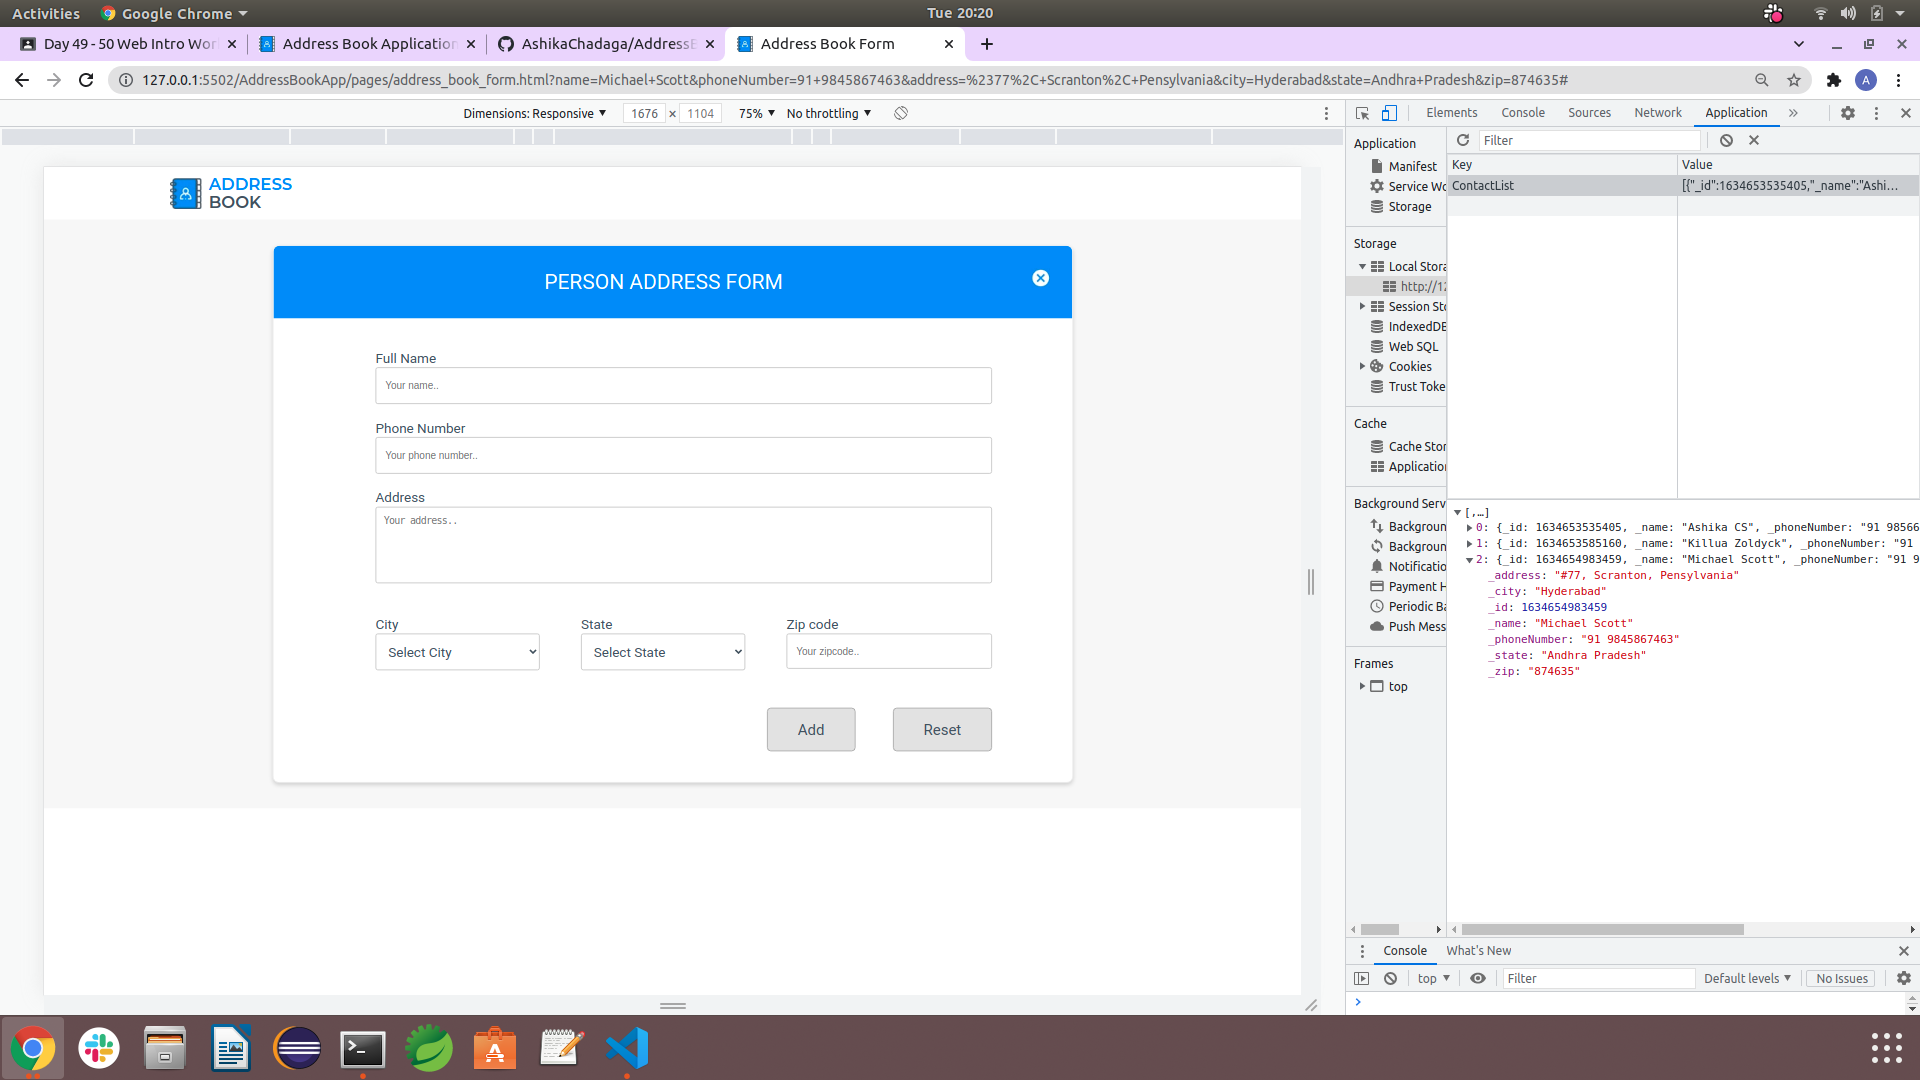 Activities
Google Chrome
Tue 20:20
Day 49 - 50 Web Intro Wor
Address Book Application
AshikaChadaga/AddressB
Address Book Form
127.0.0.1:5502/AddressBookApp/pages/address_book_form.html?name=Michael+Scott&phoneNumber=91+9845867463&address=%2377%2C+Scranton%2C+Pensylvania&city=Hyderabad&state=Andhra+Pradesh&zip=874635#
A
Dimensions: Responsive
1676 × 1104
75%
No throttling
Elements
Console
Sources
Network
Application
ADDRESS
BOOK
PERSON ADDRESS FORM
Full Name
Your name..
Phone Number
Your phone number..
Address
Your address..
City
State
Zip code
Select City
Select State
Your zipcode..
Add
Reset
Application
Manifest
Service Wo
Storage
Storage
Local Stora
http://12
Session Sto
IndexedDB
Web SQL
Cookies
Trust Toke
Cache
Cache Stor
Application
Background Serv
Backgroun
Backgroun
Notificatio
Payment H
Periodic Ba
Push Mess
Frames
top
Filter
Key
Value
ContactList
[{"_id":1634653535405,"_name":"Ashi…
[,…]
0: {_id: 1634653535405, _name: "Ashika CS", _phoneNumber: "91 98566
1: {_id: 1634653585160, _name: "Killua Zoldyck", _phoneNumber: "91
2: {_id: 1634654983459, _name: "Michael Scott", _phoneNumber: "91 9
_address: "#77, Scranton, Pensylvania"
_city: "Hyderabad"
_id: 1634654983459
_name: "Michael Scott"
_phoneNumber: "91 9845867463"
_state: "Andhra Pradesh"
_zip: "874635"
Console
What's New
top
Filter
Default levels
No Issues